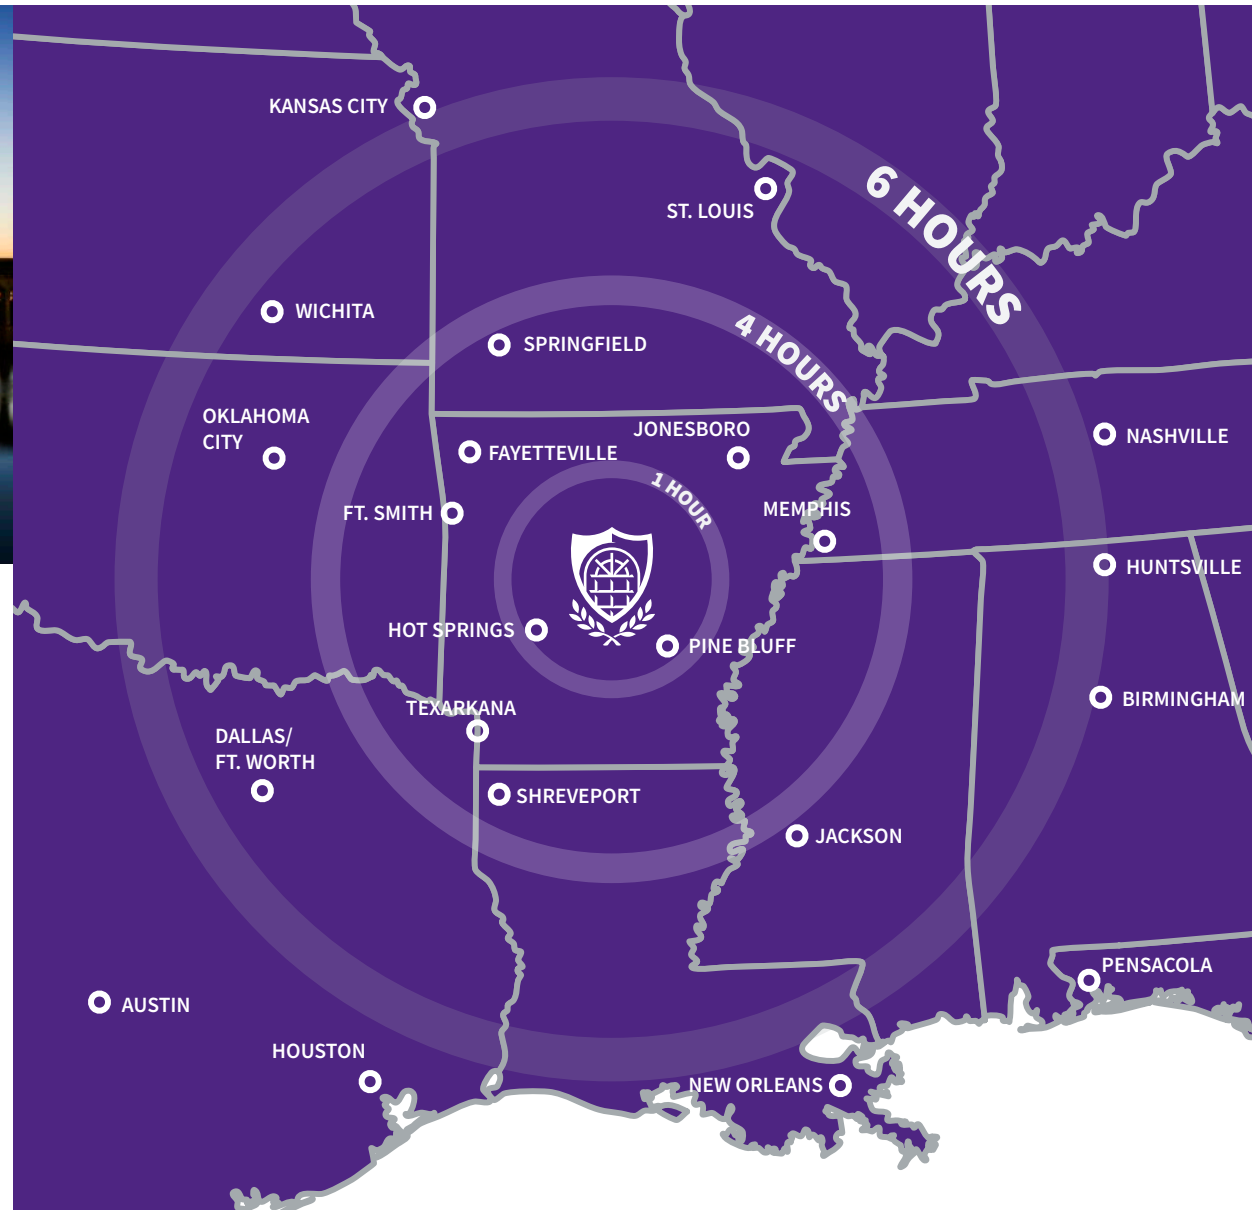 KANSAS CITY
ST. LOUIS
6 HOURS
WICHITA
SPRINGFIELD
4 HOURS
OKLAHOMA
CITY
JONESBORO
NASHVILLE
FAYETTEVILLE
1 HOUR
FT. SMITH
MEMPHIS
HUNTSVILLE
HOT SPRINGS
PINE BLUFF
BIRMINGHAM
TEXARKANA
DALLAS/
FT. WORTH
SHREVEPORT
JACKSON
PENSACOLA
AUSTIN
HOUSTON
NEW ORLEANS